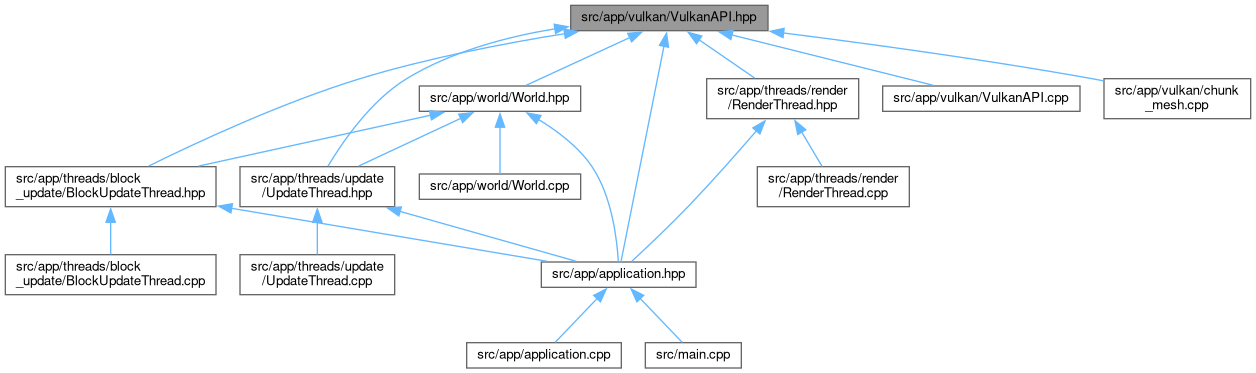 src/app/vulkan/VulkanAPI.hpp
src/app/world/World.hpp
src/app/threads/render
/RenderThread.hpp
src/app/vulkan/VulkanAPI.cpp
src/app/vulkan/chunk
_mesh.cpp
src/app/threads/block
_update/BlockUpdateThread.hpp
src/app/threads/update
/UpdateThread.hpp
src/app/world/World.cpp
src/app/threads/render
/RenderThread.cpp
src/app/threads/block
_update/BlockUpdateThread.cpp
src/app/threads/update
/UpdateThread.cpp
src/app/application.hpp
src/app/application.cpp
src/main.cpp